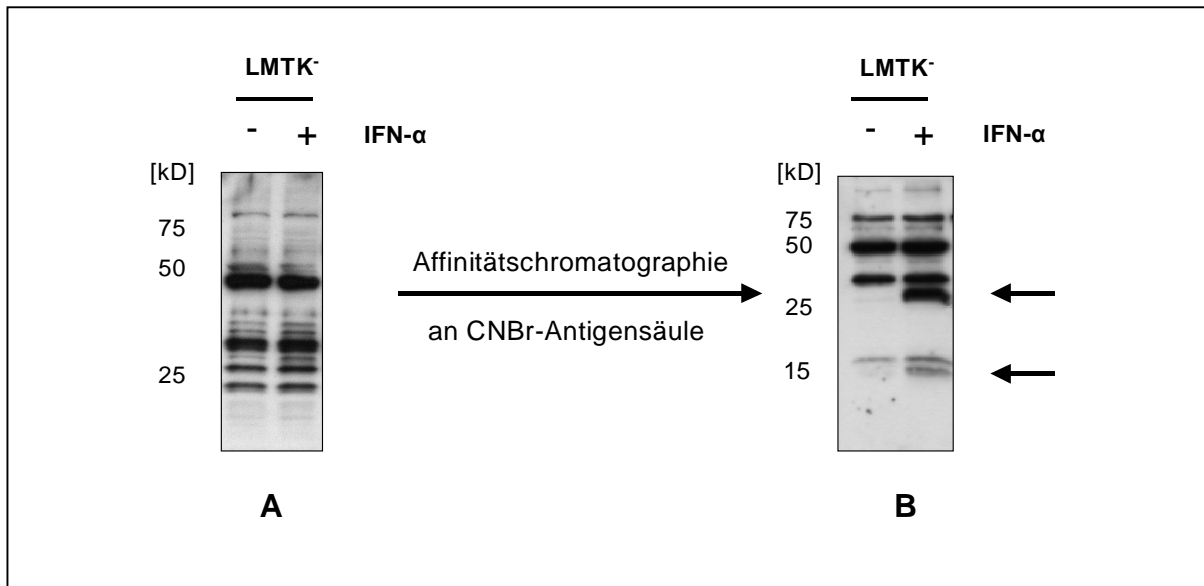 LMTK-
- + IFN-α
[kD]
75
50
25
A
Affinitätschromatographie
an CNBr-Antigensäule
LMTK-
- + IFN-α
[kD]
75
50
25
15
B